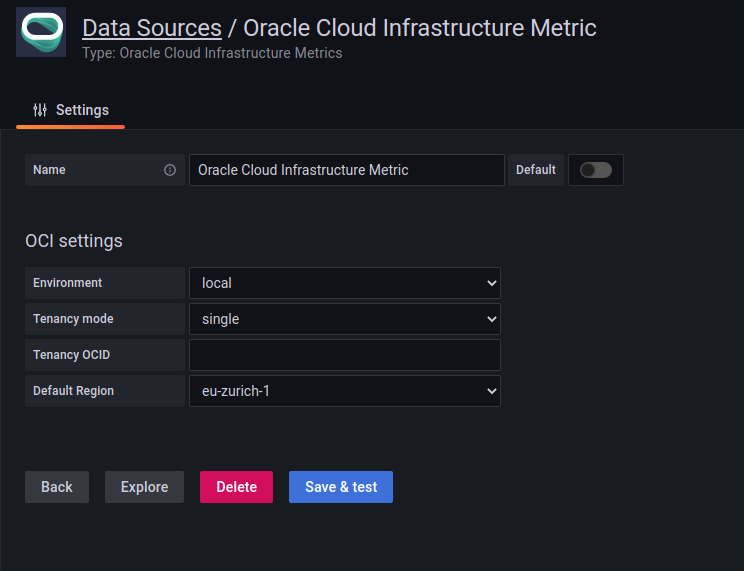 Data Sources / Oracle Cloud Infrastructure Metric
Type: Oracle Cloud Infrastructure Metrics
Settings
Name Oracle Cloud Infrastructure Metric Default
OCI settings
Environment local
Tenancy mode single
Tenancy OCID
Default Region eu-zurich-1
Back Explore Delete Save & test